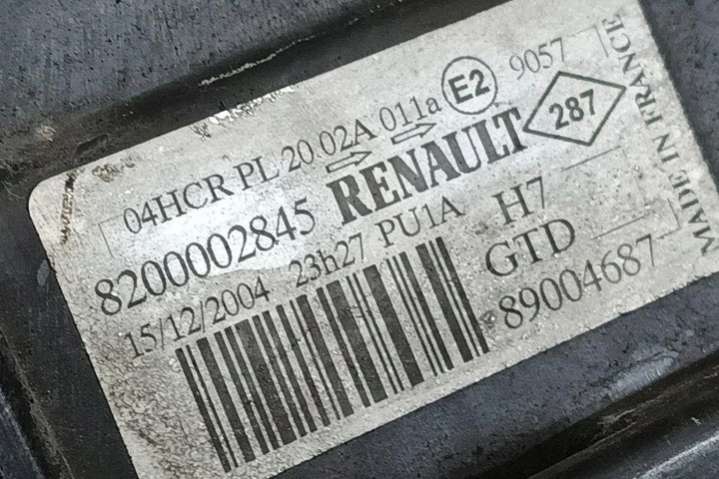 04HCR PL 20 02A 011a E2 9057
8200002845 RENAULT 287
15/12/2004 23h27 PU1A H7
GTD
89004687
MADE IN FRANCE